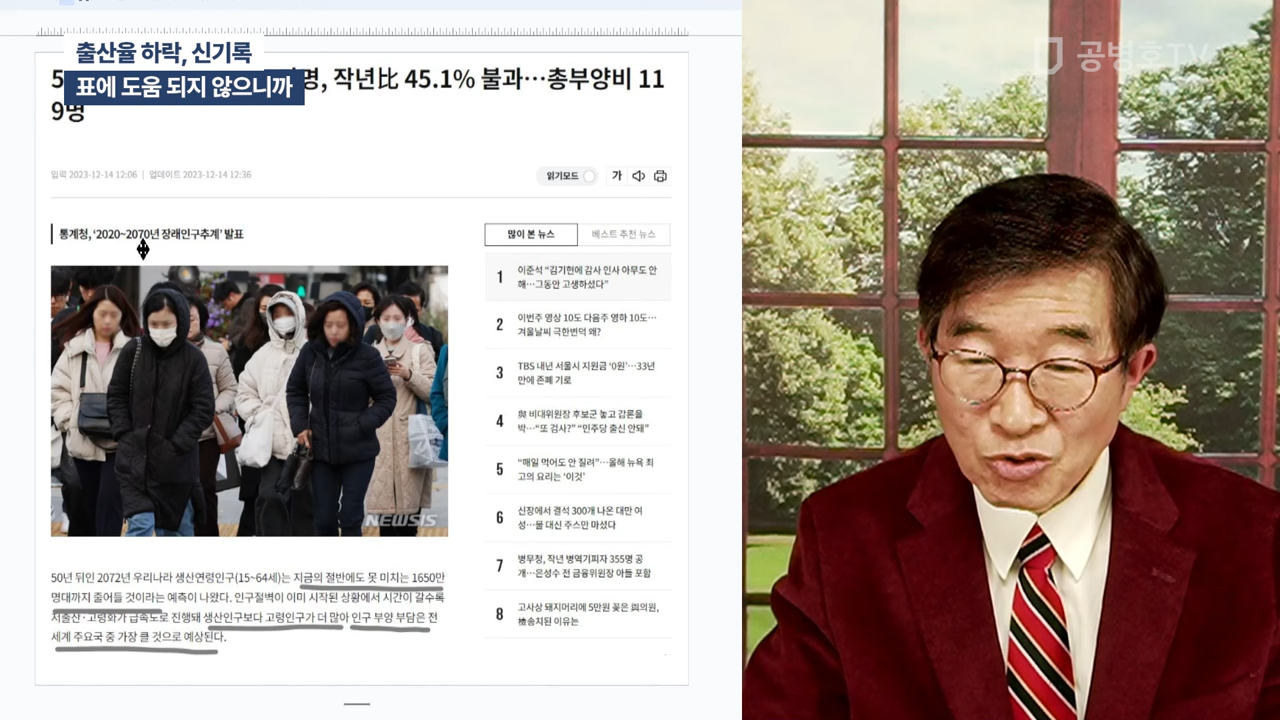 출산율 하락, 신기록
표에 도움 되지 않으니까
5
명, 작년比 45.1% 불과…총부양비 11
9명
입력 2023-12-14 12:06 | 업데이트 2023-12-14 12:36
읽기모드
가
통계청, ‘2020~2070년 장래인구추계’ 발표
NEWSIS
50년 뒤인 2072년 우리나라 생산연령인구(15~64세)는 지금의 절반에도 못 미치는 1650만
명대까지 줄어들 것이라는 예측이 나왔다. 인구절벽이 이미 시작된 상황에서 시간이 갈수록
저출산·고령화가 급속도로 진행돼 생산인구보다 고령인구가 더 많아 인구 부양 부담은 전
세계 주요국 중 가장 클 것으로 예상된다.
많이 본 뉴스
베스트 추천 뉴스
1 이준석 “김기현에 감사 인사 아무도 안
해…그동안 고생하셨다”
2 이번주 영상 10도 다음주 영하 10도…
겨울날씨 극한변덕 왜?
3 TBS 내년 서울시 지원금 ‘0원’…33년
만에 존폐 기로
4 與 비대위원장 후보군 놓고 갑론을
박…“또 검사?” “민주당 출신 안돼”
5 “매일 먹어도 안 질려”…올해 뉴욕 최
고의 요리는 ‘이것’
6 신장에서 결석 300개 나온 대만 여
성…물 대신 주스만 마셨다
7 병무청, 작년 병역기피자 355명 공
개…은성수 전 금융위원장 아들 포함
8 고사상 돼지머리에 5만원 꽂은 與의원,
檢송치된 이유는
공병호TV